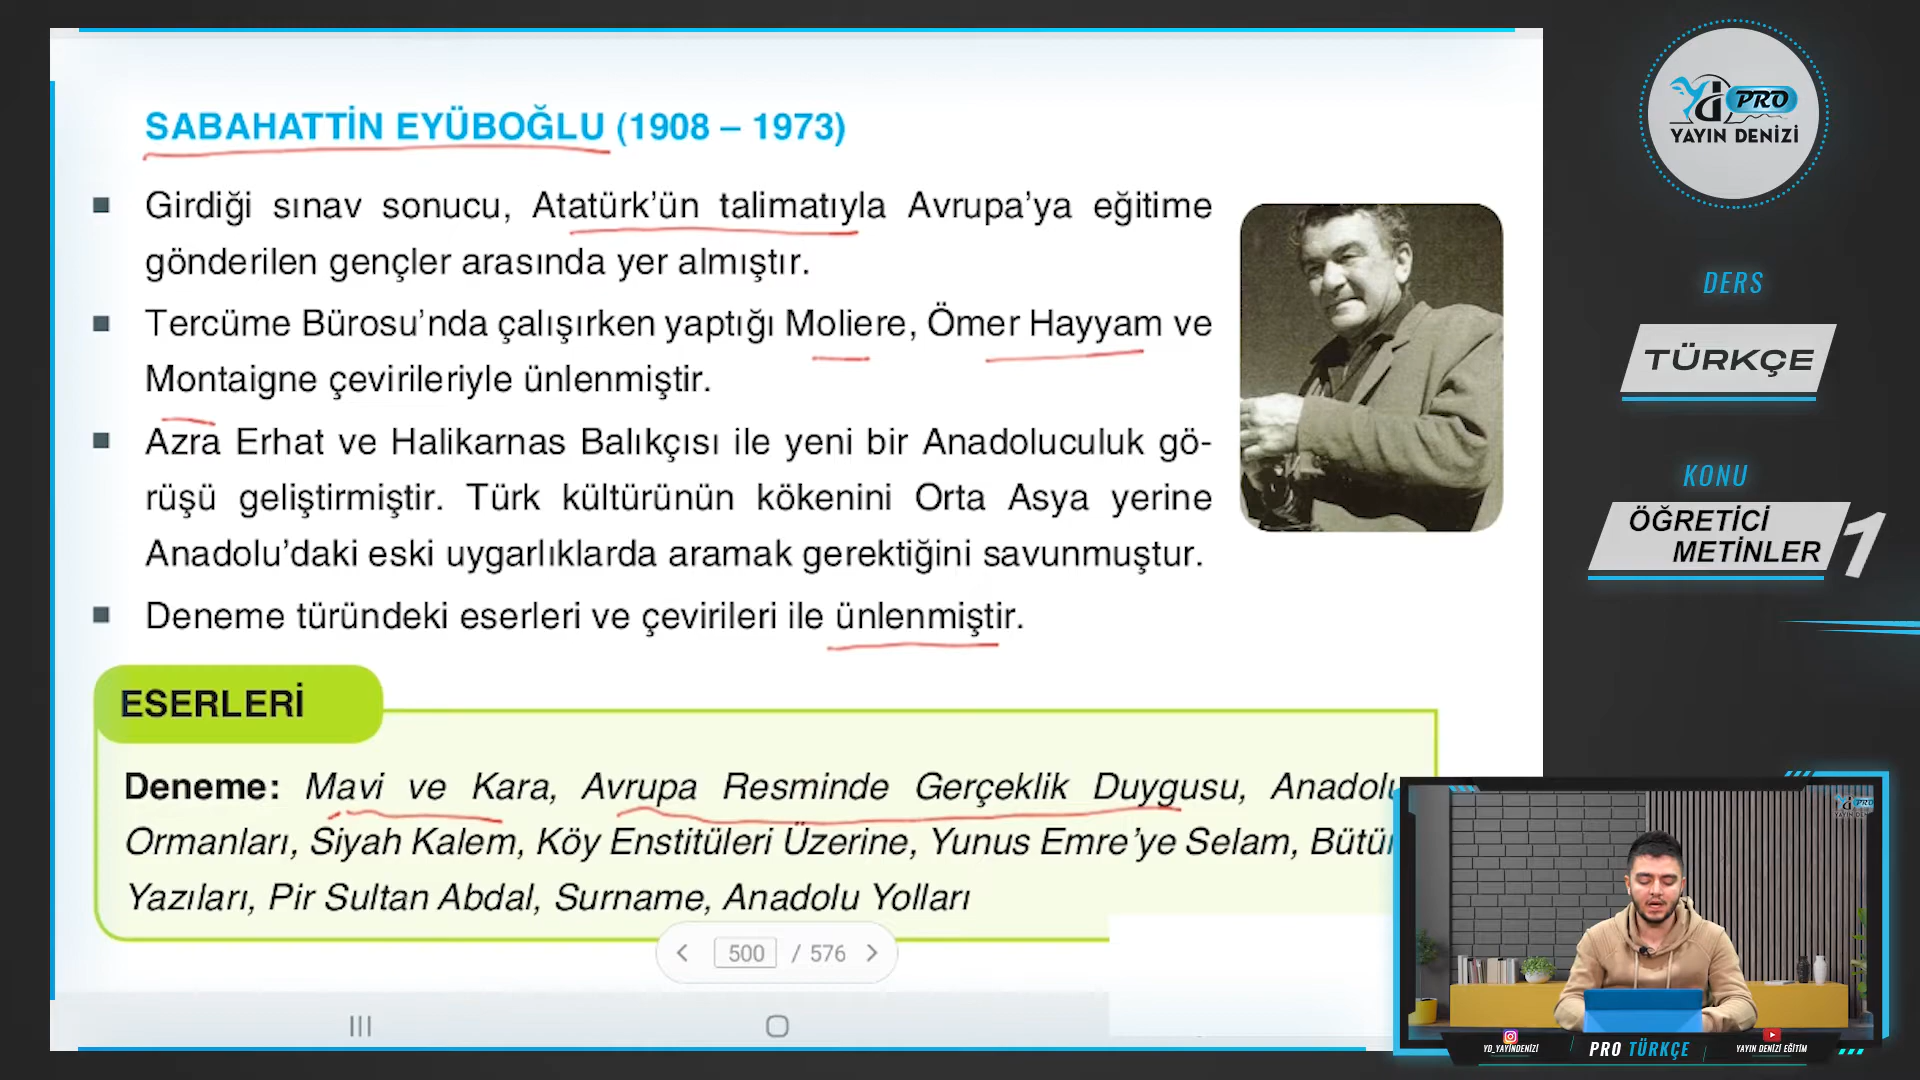 SABAHATTİN EYÜBOĞLU (1908 – 1973)
Girdiği sınav sonucu, Atatürk’ün talimatıyla Avrupa’ya eğitime
gönderilen gençler arasında yer almıştır.
Tercüme Bürosu’nda çalışırken yaptığı Moliere, Ömer Hayyam ve
Montaigne çevirileriyle ünlenmiştir.
Azra Erhat ve Halikarnas Balıkçısı ile yeni bir Anadoluculuk gö-
rüşü geliştirmiştir. Türk kültürünün kökenini Orta Asya yerine
Anadolu’daki eski uygarlıklarda aramak gerektiğini savunmuştur.
Deneme türündeki eserleri ve çevirileri ile ünlenmiştir.
ESERLERİ
Deneme: Mavi ve Kara, Avrupa Resminde Gerçeklik Duygusu, Anadolu
Ormanları, Siyah Kalem, Köy Enstitüleri Üzerine, Yunus Emre’ye Selam, Bütün
Yazıları, Pir Sultan Abdal, Surname, Anadolu Yolları
500 / 576
Yd PRO
YAYIN DENİZİ
DERS
TÜRKÇE
KONU
ÖĞRETİCİ
METİNLER 1
YD_YAYINDENIZI
PRO TÜRKÇE
YAYIN DENİZİ EĞİTİM